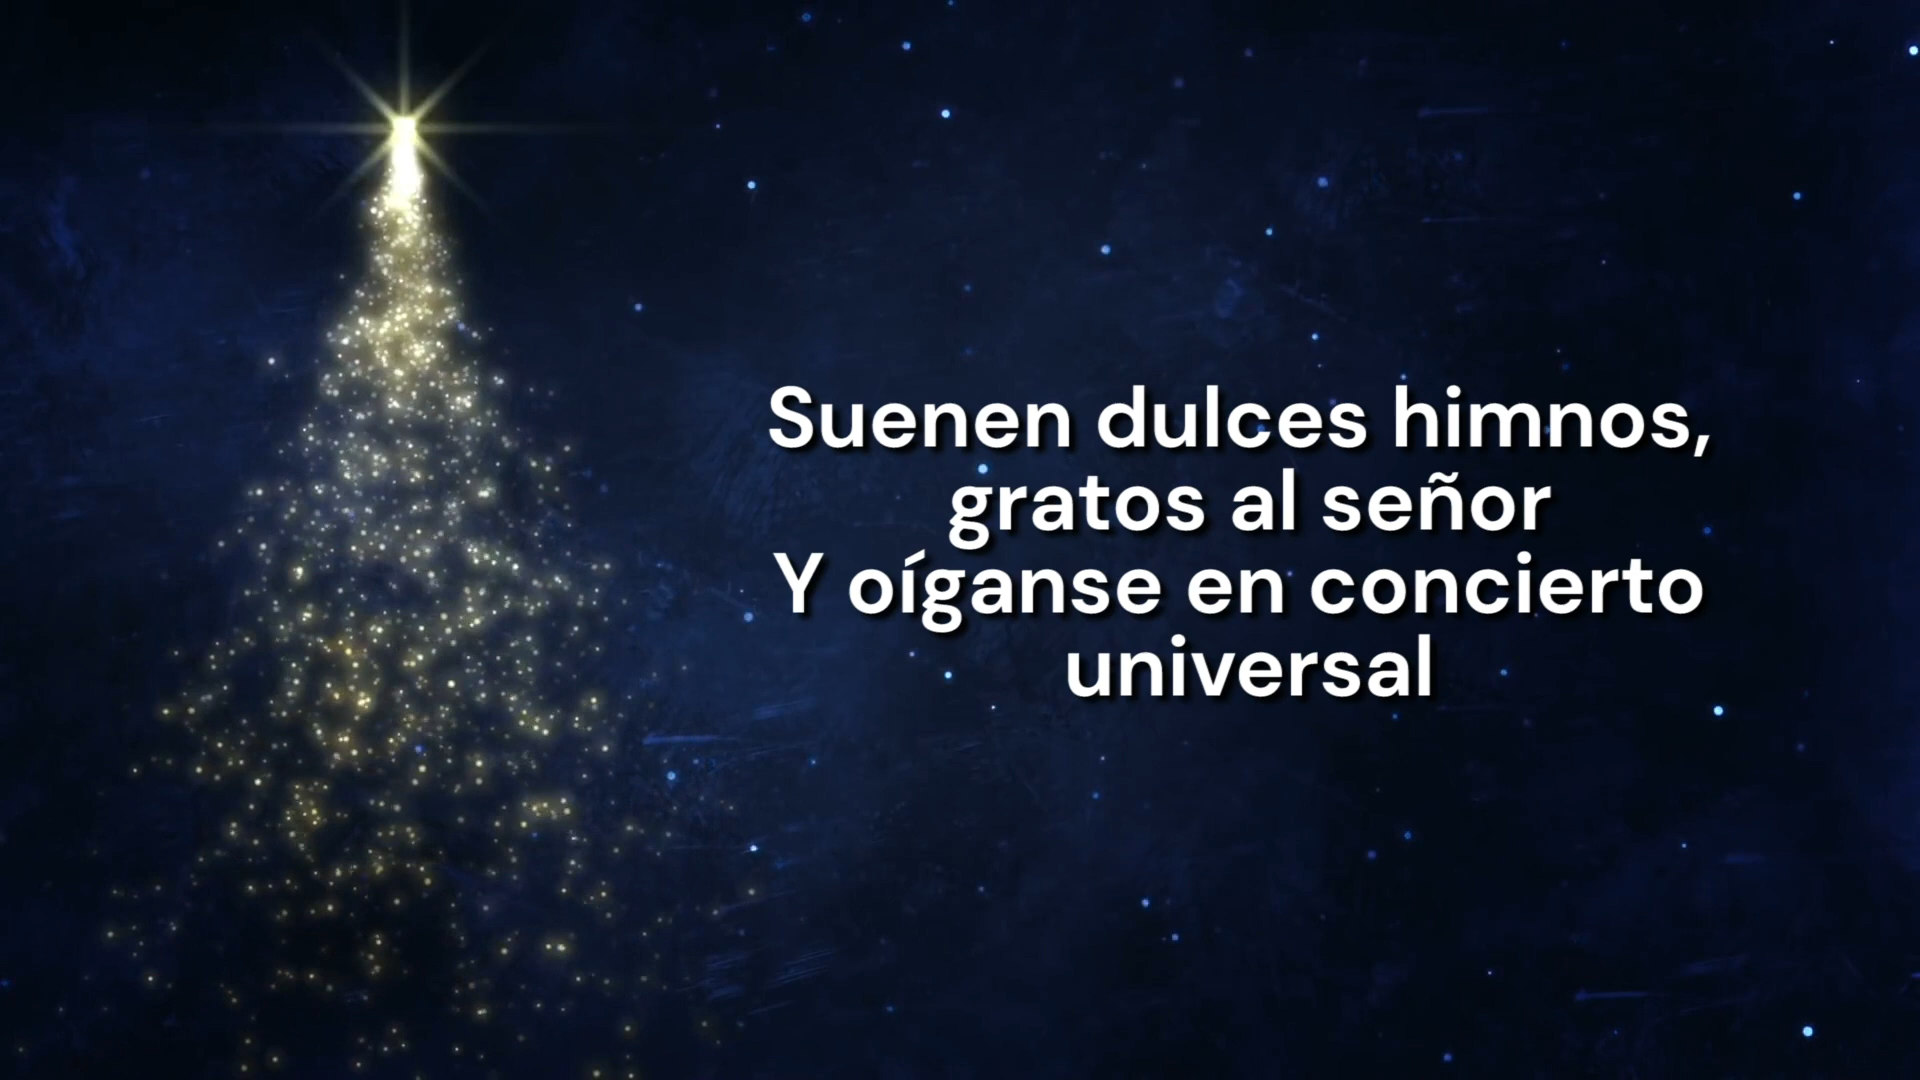 Suenen dulces himnos,
gratos al señor
Y oíganse en concierto
universal